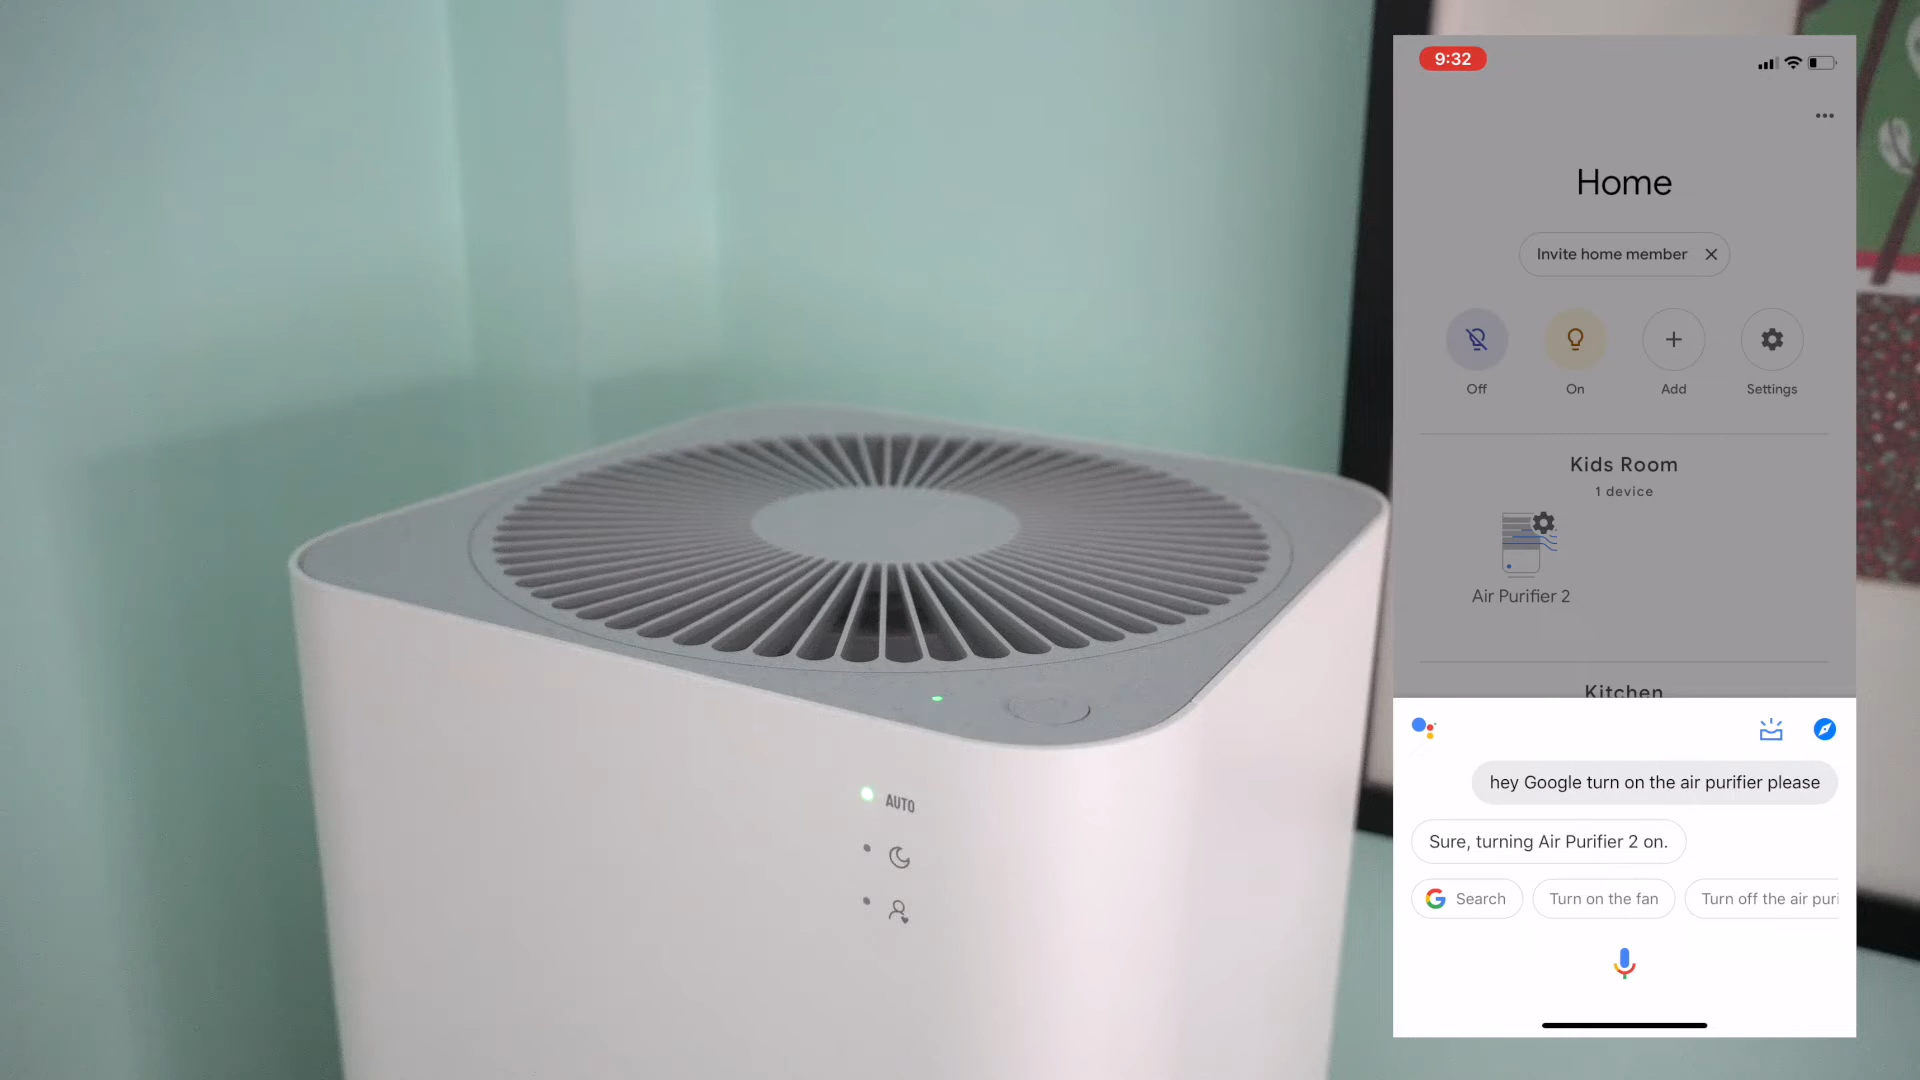 AUTO
9:32
Home
Invite home member
Off
On
Add
Settings
Kids Room
1 device
Air Purifier 2
Kitchen
hey Google turn on the air purifier please
Sure, turning Air Purifier 2 on.
Search
Turn on the fan
Turn off the air puri